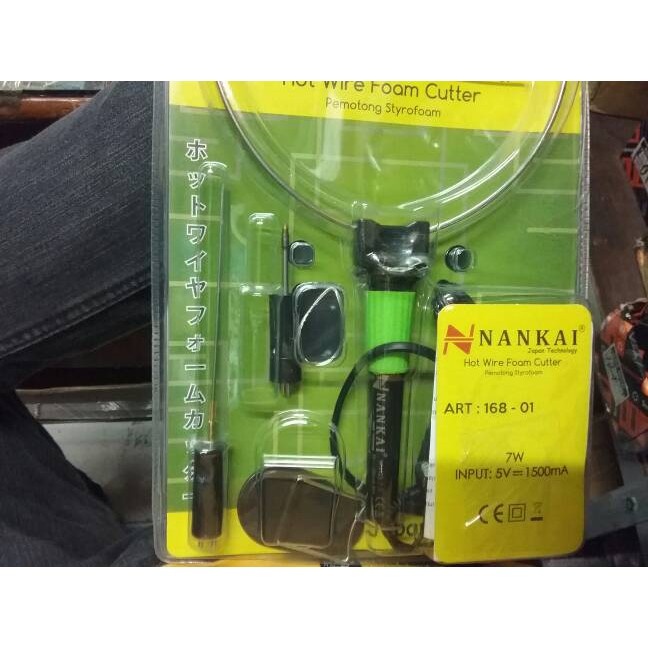 Hot Wire Foam Cutter
Pemotong Styrofoam
ホットワイヤフォームカ
NANKAI
NANKAI®
Japan Technology
Hot Wire Foam Cutter
Pemotong Styrofoam
ART : 168 - 01
7W
INPUT: 5V⎓1500mA
CE